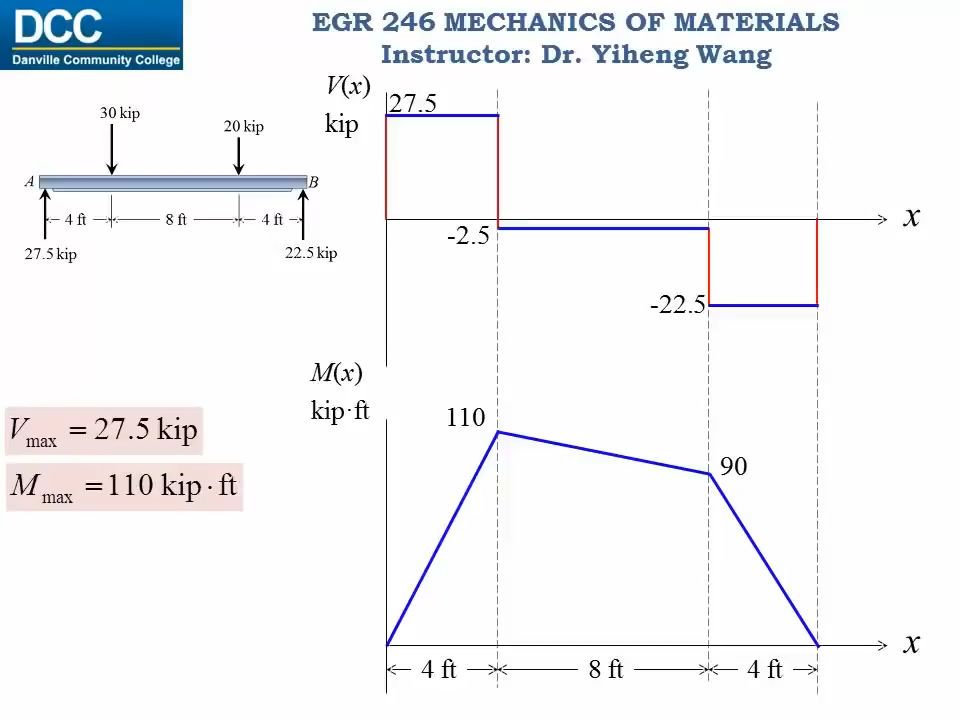 DCC
Danville Community College
EGR 246 MECHANICS OF MATERIALS
Instructor: Dr. Yiheng Wang
30 kip
20 kip
A
B
4 ft
8 ft
4 ft
27.5 kip
22.5 kip
V(x)
kip
27.5
-2.5
-22.5
x
M(x)
kip·ft
110
90
x
4 ft
8 ft
4 ft
Vmax = 27.5 kip
Mmax = 110 kip · ft